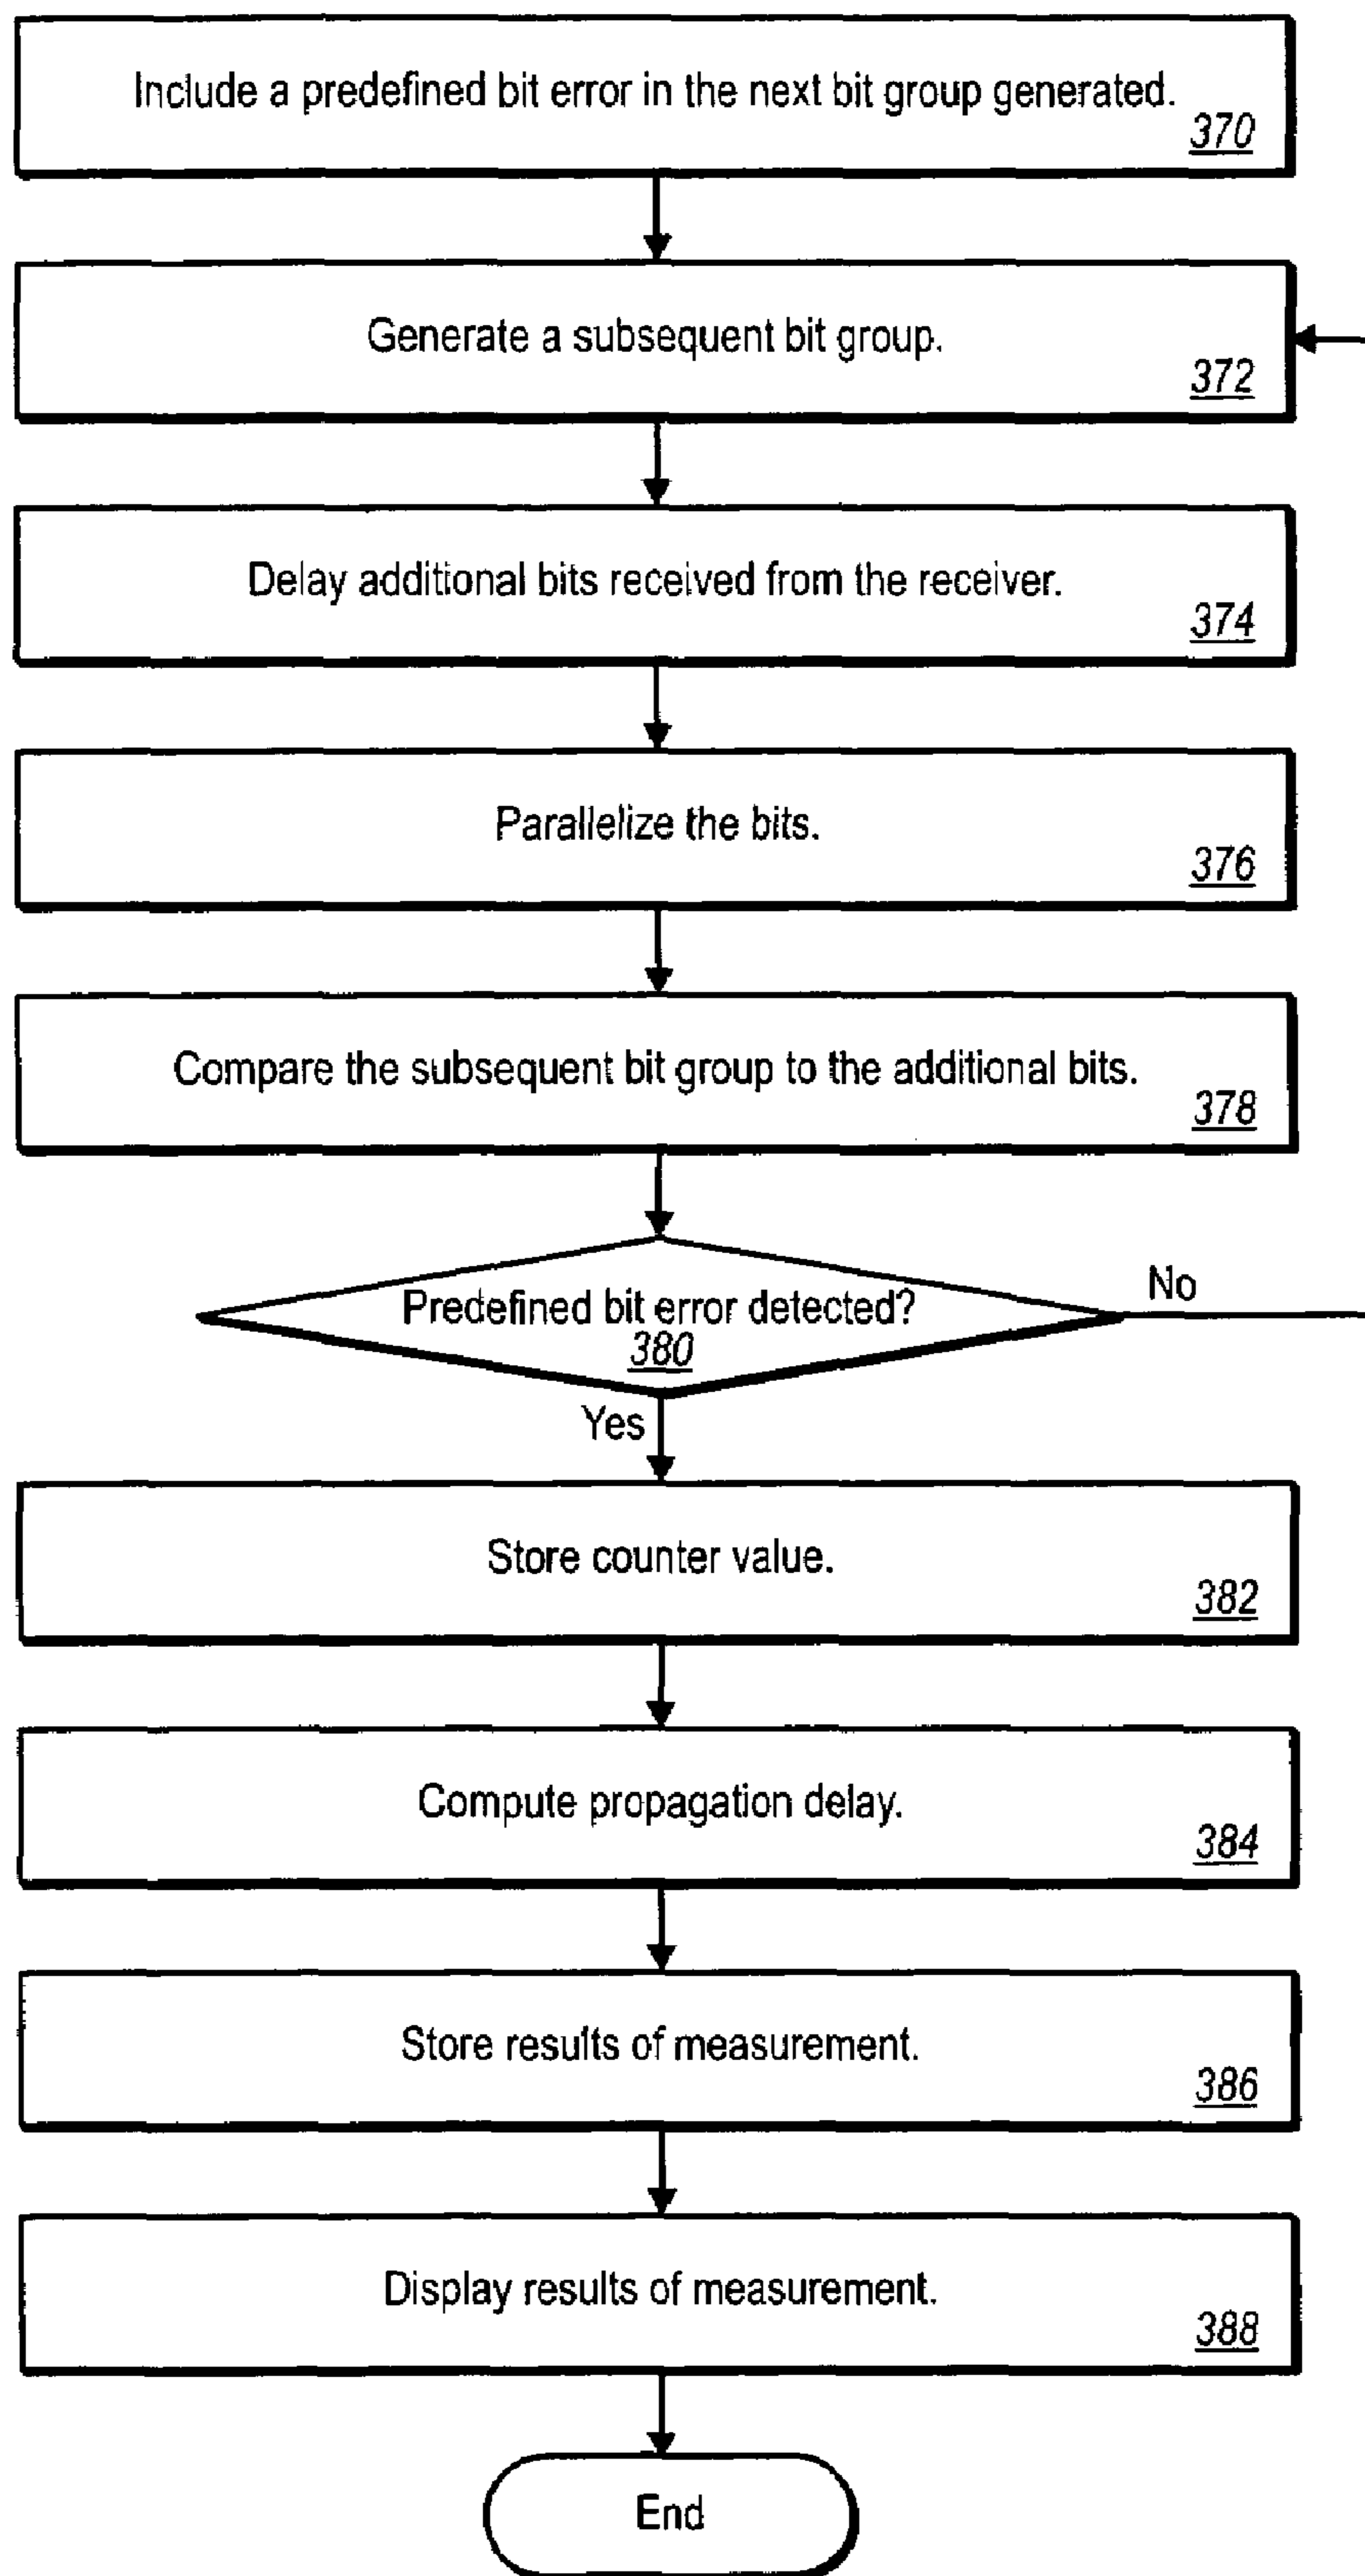 Include a predefined bit error in the next bit group generated.
370
Generate a subsequent bit group.
372
Delay additional bits received from the receiver.
374
Parallelize the bits.
376
Compare the subsequent bit group to the additional bits.
378
Predefined bit error detected?
380
No
Yes
Store counter value.
382
Compute propagation delay.
384
Store results of measurement.
386
Display results of measurement.
388
End